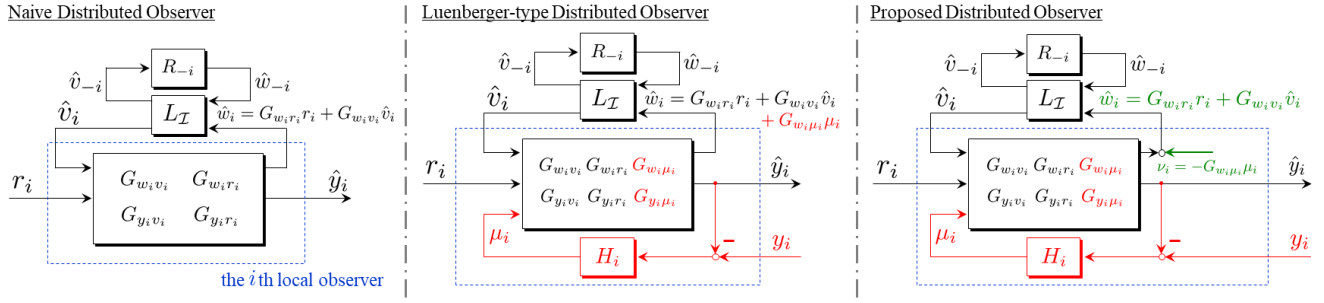 Naive Distributed Observer
R_{-i}
\hat{v}_{-i}
\hat{w}_{-i}
L_{\mathcal{I}}
\hat{v}_i
\hat{w}_i = G_{w_i r_i} r_i + G_{w_i v_i} \hat{v}_i
r_i
G_{w_i v_i} G_{w_i r_i}
G_{y_i v_i} G_{y_i r_i}
\hat{y}_i
the i th local observer
Luenberger-type Distributed Observer
R_{-i}
\hat{v}_{-i}
\hat{w}_{-i}
L_{\mathcal{I}}
\hat{v}_i
\hat{w}_i = G_{w_i r_i} r_i + G_{w_i v_i} \hat{v}_i
+ G_{w_i \mu_i} \mu_i
r_i
G_{w_i v_i} G_{w_i r_i} G_{w_i \mu_i}
G_{y_i v_i} G_{y_i r_i} G_{y_i \mu_i}
\hat{y}_i
\mu_i
H_i
−
y_i
Proposed Distributed Observer
R_{-i}
\hat{v}_{-i}
\hat{w}_{-i}
L_{\mathcal{I}}
\hat{v}_i
\hat{w}_i = G_{w_i r_i} r_i + G_{w_i v_i} \hat{v}_i
r_i
G_{w_i v_i} G_{w_i r_i} G_{w_i \mu_i}
G_{y_i v_i} G_{y_i r_i} G_{y_i \mu_i}
\nu_i = -G_{w_i \mu_i} \mu_i
\hat{y}_i
\mu_i
H_i
−
y_i